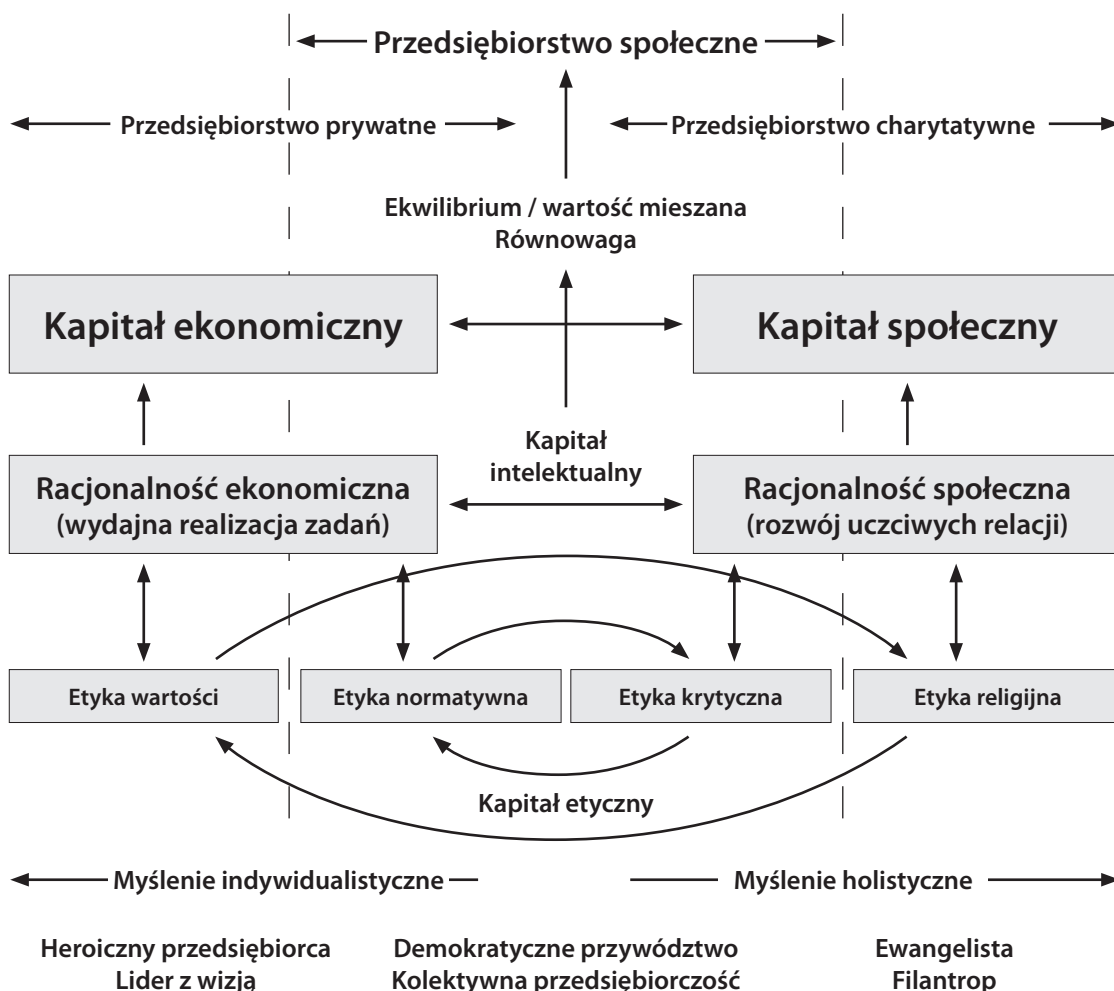 Przedsiębiorstwo społeczne
Przedsiębiorstwo prywatne
Przedsiębiorstwo charytatywne
Ekwilibrium / wartość mieszana
Równowaga
Kapitał ekonomiczny
Kapitał społeczny
Kapitał
intelektualny
Racjonalność ekonomiczna
(wydajna realizacja zadań)
Racjonalność społeczna
(rozwój uczciwych relacji)
Etyka wartości
Etyka normatywna
Etyka krytyczna
Etyka religijna
Kapitał etyczny
Myślenie indywidualistyczne
Myślenie holistyczne
Heroiczny przedsiębiorca
Lider z wizją
Demokratyczne przywództwo
Kolektywna przedsiębiorczość
Ewangelista
Filantrop